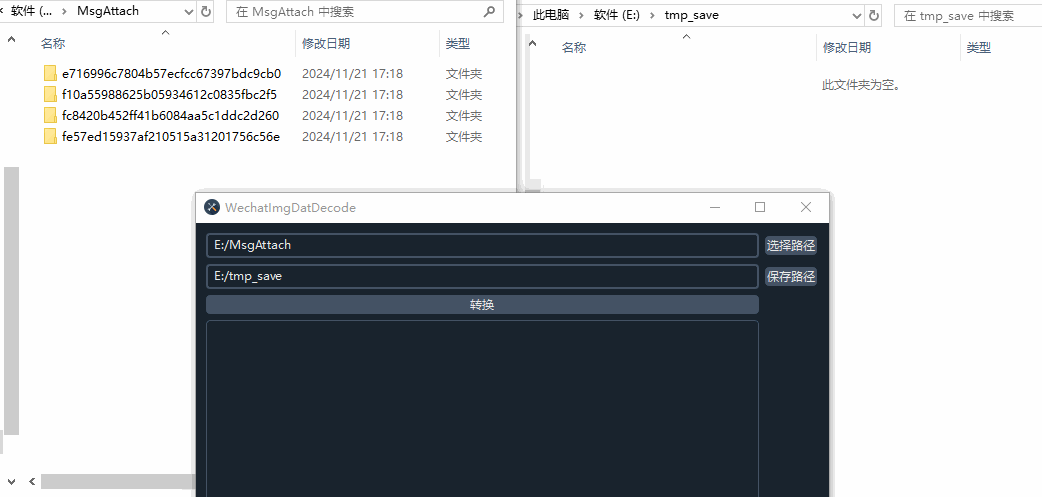 软件 (... MsgAttach 在 MsgAttach 中搜索
名称 修改日期 类型
e716996c7804b57ecfcc67397bdc9cb0 2024/11/21 17:18 文件夹
f10a55988625b05934612c0835fbc2f5 2024/11/21 17:18 文件夹
fc8420b452ff41b6084aa5c1ddc2d260 2024/11/21 17:18 文件夹
fe57ed15937af210515a31201756c56e 2024/11/21 17:18 文件夹
此电脑 软件 (E:) tmp_save 在 tmp_save 中搜索
名称 修改日期 类型
此文件夹为空。
WechatImgDatDecode
E:/MsgAttach 选择路径
E:/tmp_save 保存路径
转换